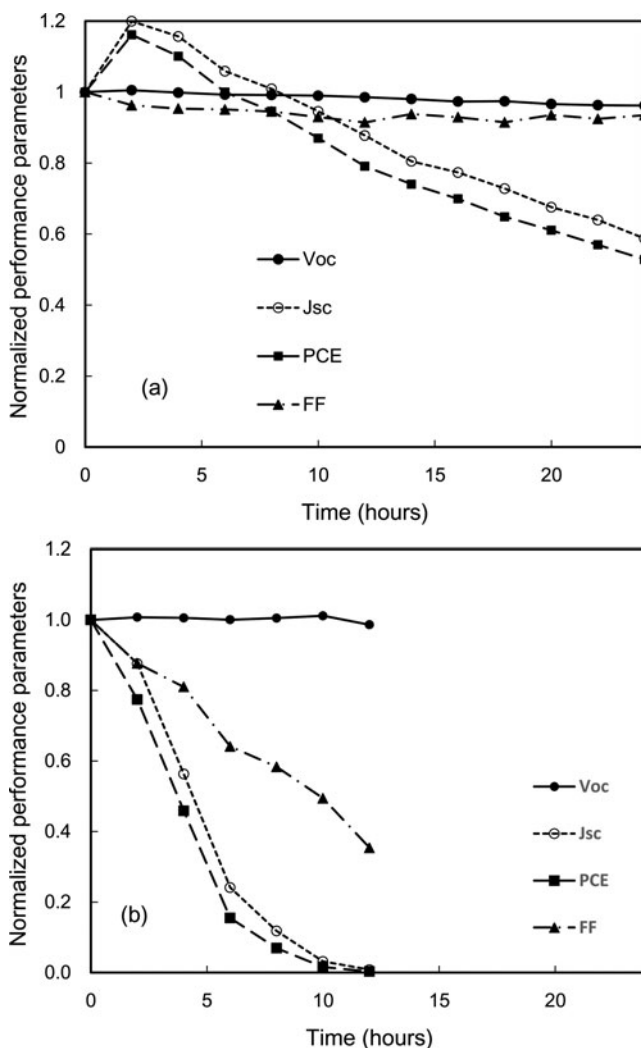 1.2
1
0.8
0.6
0.4
0.2
0
Normalized performance parameters
Voc
Jsc
PCE
FF
(a)
0 5 10 15 20
Time (hours)
1.2
1.0
0.8
0.6
0.4
0.2
0.0
Normalized performance parameters
Voc
Jsc
PCE
FF
(b)
0 5 10 15 20
Time (hours)